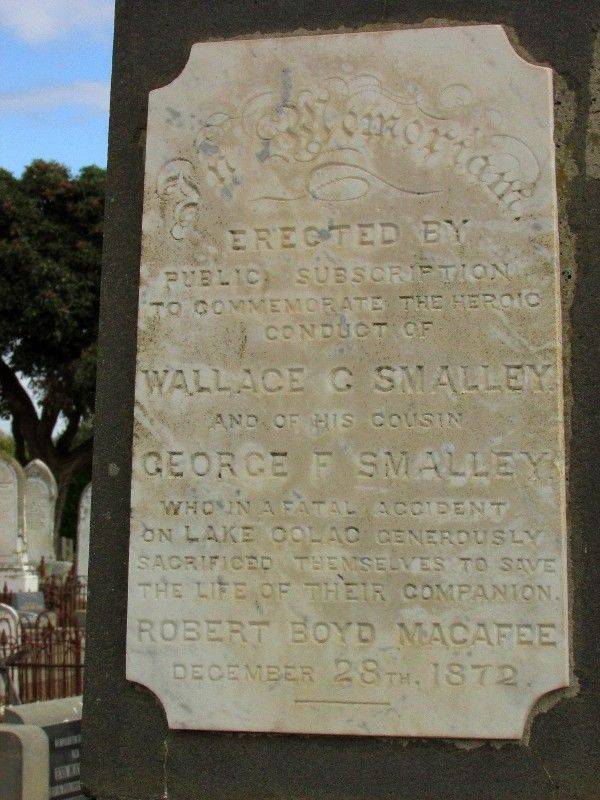 In Memoriam
ERECTED BY
PUBLIC SUBSCRIPTION
TO COMMEMORATE THE HEROIC
CONDUCT OF
WALLACE C SMALLEY.
AND OF HIS COUSIN
GEORGE F SMALLEY.
WHO IN A FATAL ACCIDENT
ON LAKE COLAC GENEROUSLY
SACRIFICED THEMSELVES TO SAVE
THE LIFE OF THEIR COMPANION.
ROBERT BOYD MACAFEE
DECEMBER 28TH, 1872.